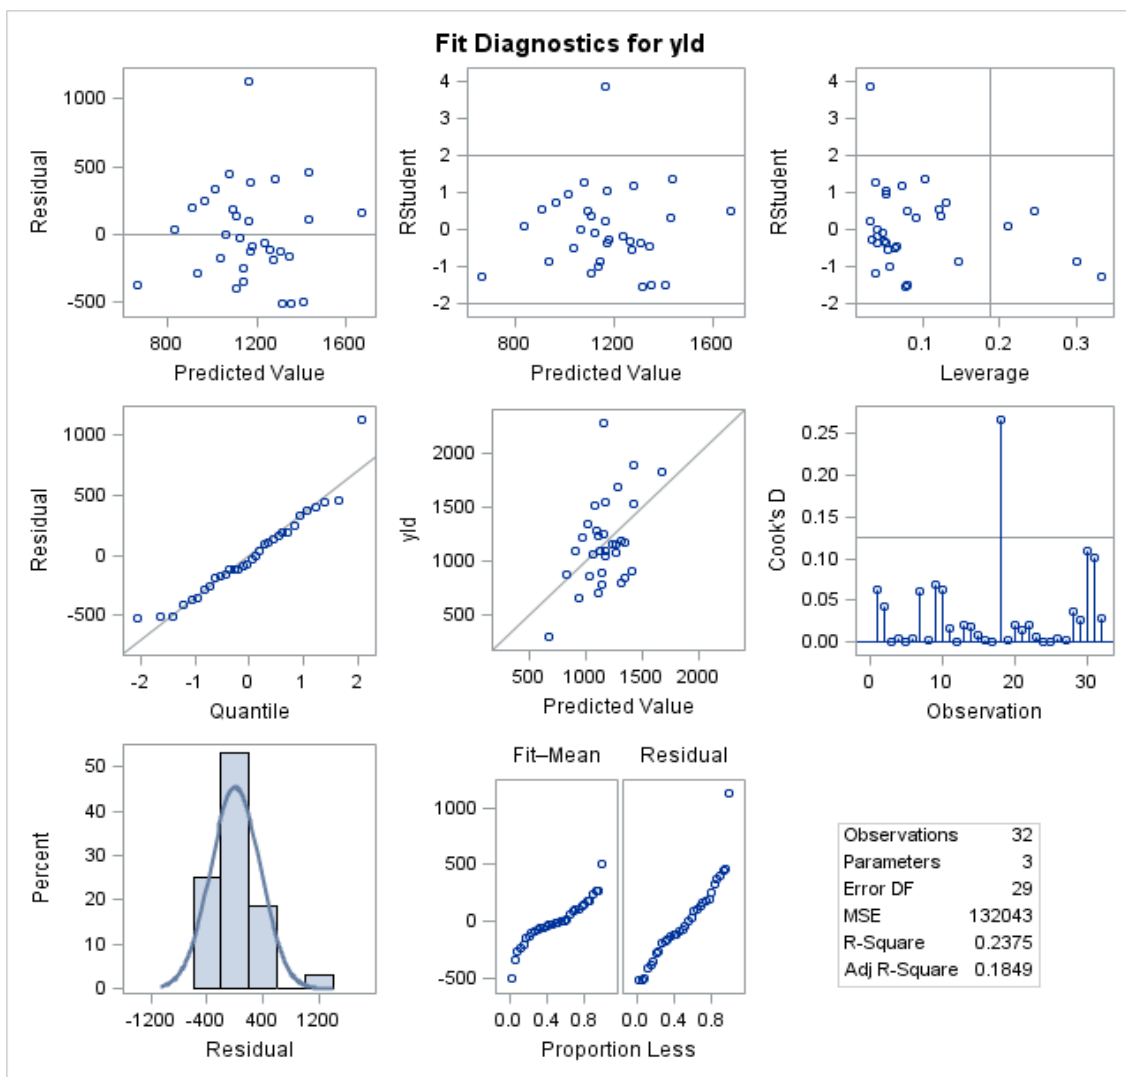 Fit Diagnostics for yld
1000
500
0
-500
Residual
800 1200 1600
Predicted Value
4
3
2
1
0
-1
-2
RStudent
800 1200 1600
Predicted Value
4
3
2
1
0
-1
-2
RStudent
0.1 0.2 0.3
Leverage
1000
500
0
-500
Residual
-2 -1 0 1 2
Quantile
2000
1500
1000
500
yld
500 1000 1500 2000
Predicted Value
0.25
0.20
0.15
0.10
0.05
0.00
Cook's D
0 10 20 30
Observation
50
40
30
20
10
0
Percent
-1200 -400 400 1200
Residual
Fit–Mean Residual
1000
500
0
-500
0.0 0.4 0.8 0.0 0.4 0.8
Proportion Less
Observations 32
Parameters 3
Error DF 29
MSE 132043
R-Square 0.2375
Adj R-Square 0.1849